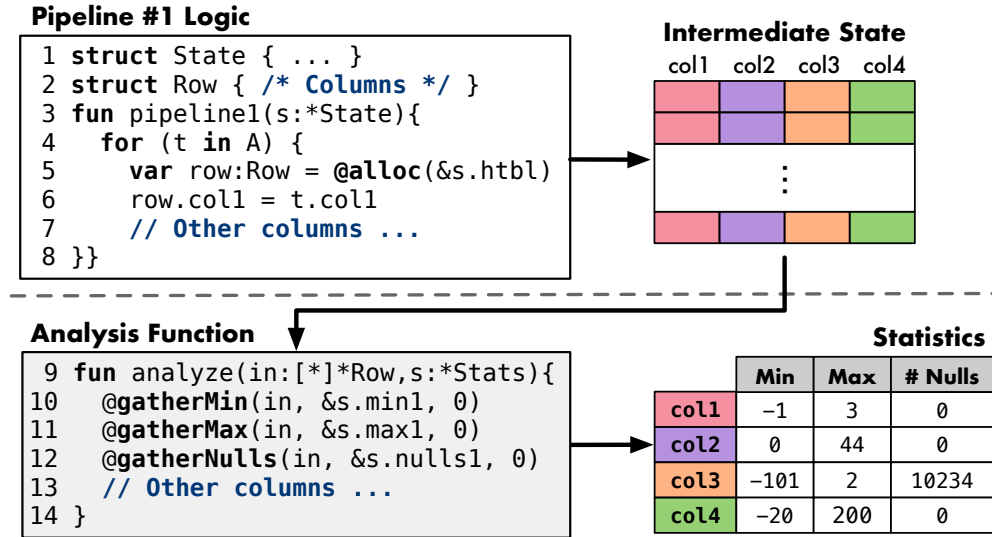 Pipeline #1 Logic
1 struct State { ... }
2 struct Row { /* Columns */ }
3 fun pipeline1(s:*State){
4   for (t in A) {
5     var row:Row = @alloc(&s.htbl)
6     row.col1 = t.col1
7     // Other columns ...
8 }}
Intermediate State
col1 col2 col3 col4
⋮
Analysis Function
9 fun analyze(in:[*]*Row,s:*Stats){
10   @gatherMin(in, &s.min1, 0)
11   @gatherMax(in, &s.max1, 0)
12   @gatherNulls(in, &s.nulls1, 0)
13   // Other columns ...
14 }
Statistics
Min Max # Nulls
col1 −1 3 0
col2 0 44 0
col3 −101 2 10234
col4 −20 200 0